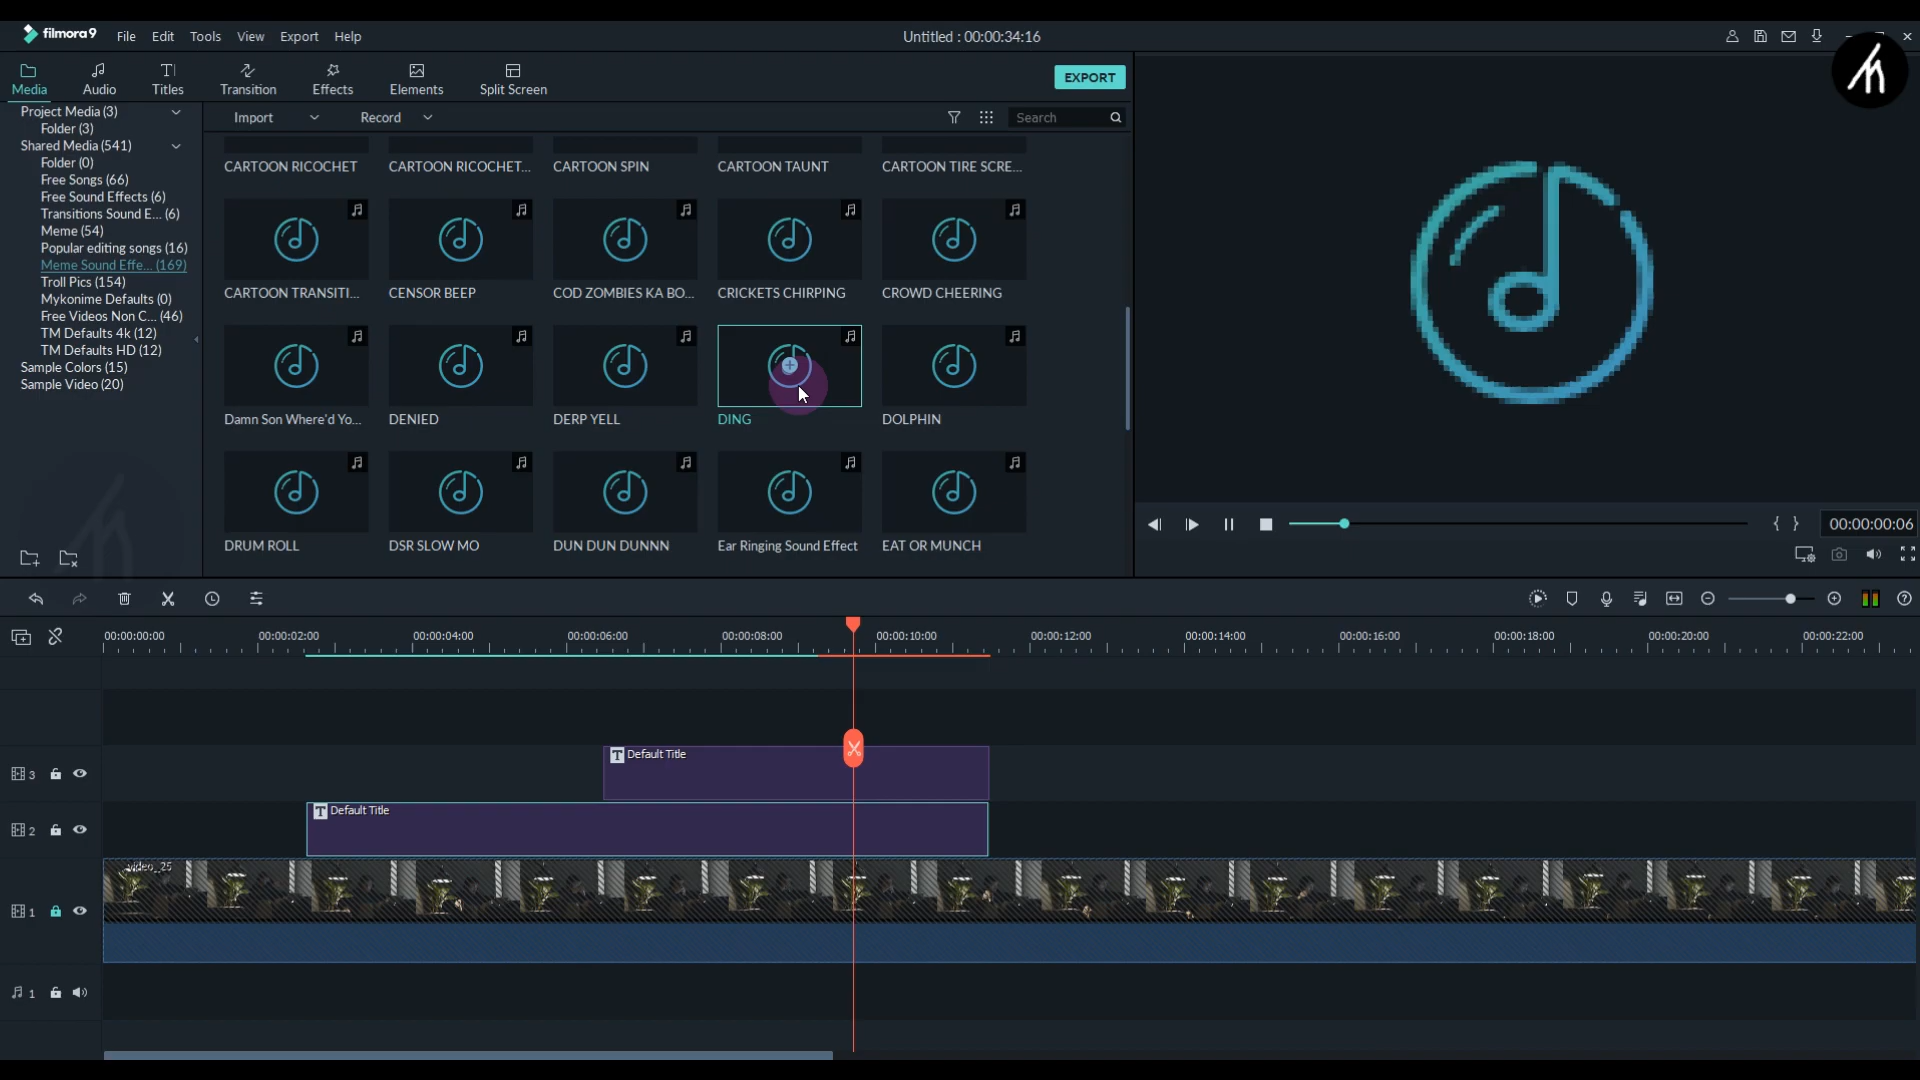 filmora9 File Edit Tools View Export Help
Untitled : 00:00:34:16
Media Audio Titles Transition Effects Elements Split Screen
EXPORT
Project Media (3)
Folder (3)
Shared Media (541)
Folder (0)
Free Songs (66)
Free Sound Effects (6)
Transitions Sound E... (6)
Meme (54)
Popular editing songs (16)
Meme Sound Effe... (169)
Troll Pics (154)
Mykonime Defaults (0)
Free Videos Non C... (46)
TM Defaults 4k (12)
TM Defaults HD (12)
Sample Colors (15)
Sample Video (20)
Import Record Search
CARTOON RICOCHET CARTOON RICOCHET... CARTOON SPIN CARTOON TAUNT CARTOON TIRE SCRE...
CARTOON TRANSITI... CENSOR BEEP COD ZOMBIES KA BO... CRICKETS CHIRPING CROWD CHEERING
Damn Son Where'd Yo... DENIED DERP YELL DING DOLPHIN
DRUM ROLL DSR SLOW MO DUN DUN DUNNN Ear Ringing Sound Effect EAT OR MUNCH
{ } 00:00:00:06
00:00:00:00 00:00:02:00 00:00:04:00 00:00:06:00 00:00:08:00 00:00:10:00 00:00:12:00 00:00:14:00 00:00:16:00 00:00:18:00 00:00:20:00 00:00:22:00
3 T Default Title
2 T Default Title
video_25
1
1